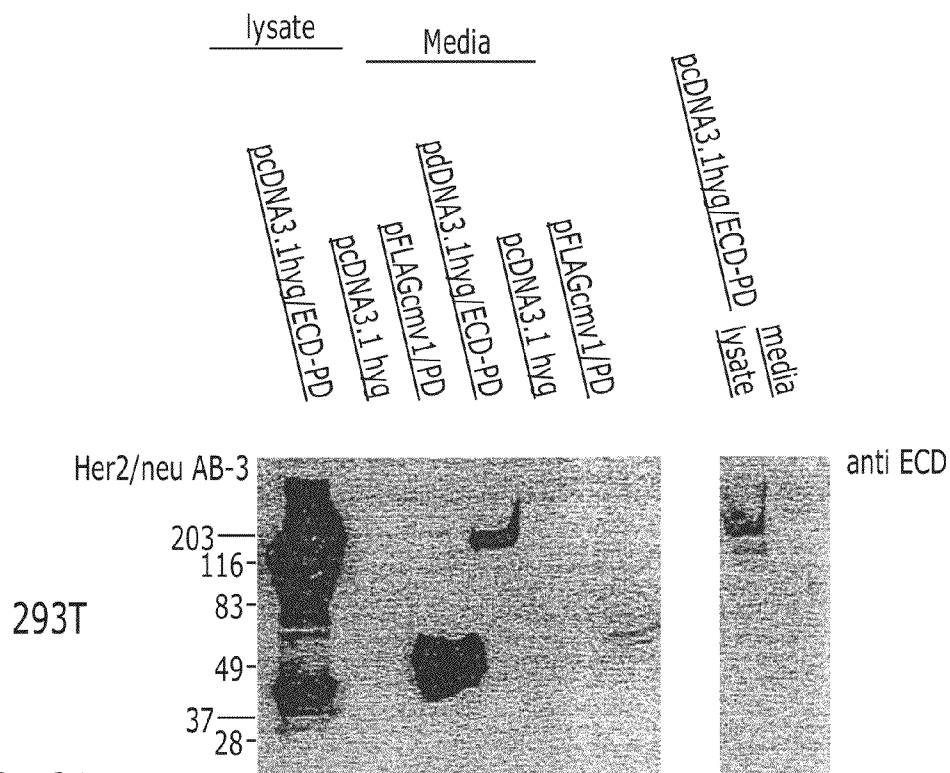 lysate
Media
pcDNA3.1hyg/ECD-PD
pcDNA3.1 hyg
pFLAGcmv1/PD
pdDNA3.1hyg/ECD-PD
pcDNA3.1 hyg
pFLAGcmv1/PD
pcDNA3.1hyg/ECD-PD
lysate
media
Her2/neu AB-3
anti ECD
203
116
83
293T
49
37
28